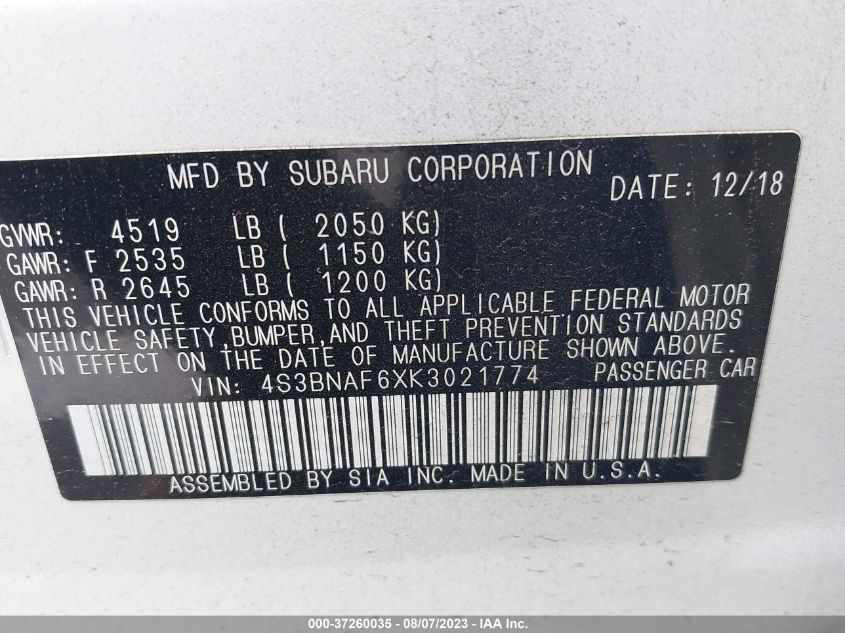 MFD BY SUBARU CORPORATION DATE: 12/18
GVWR: 4519 LB ( 2050 KG)
GAWR: F 2535 LB ( 1150 KG)
GAWR: R 2645 LB ( 1200 KG)
THIS VEHICLE CONFORMS TO ALL APPLICABLE FEDERAL MOTOR
VEHICLE SAFETY,BUMPER,AND THEFT PREVENTION STANDARDS
IN EFFECT ON THE DATE OF MANUFACTURE SHOWN ABOVE.
VIN: 4S3BNAF6XK3021774 PASSENGER CAR
ASSEMBLED BY SIA INC. MADE IN U.S.A.
000-37260035 - 08/07/2023 - IAA Inc.